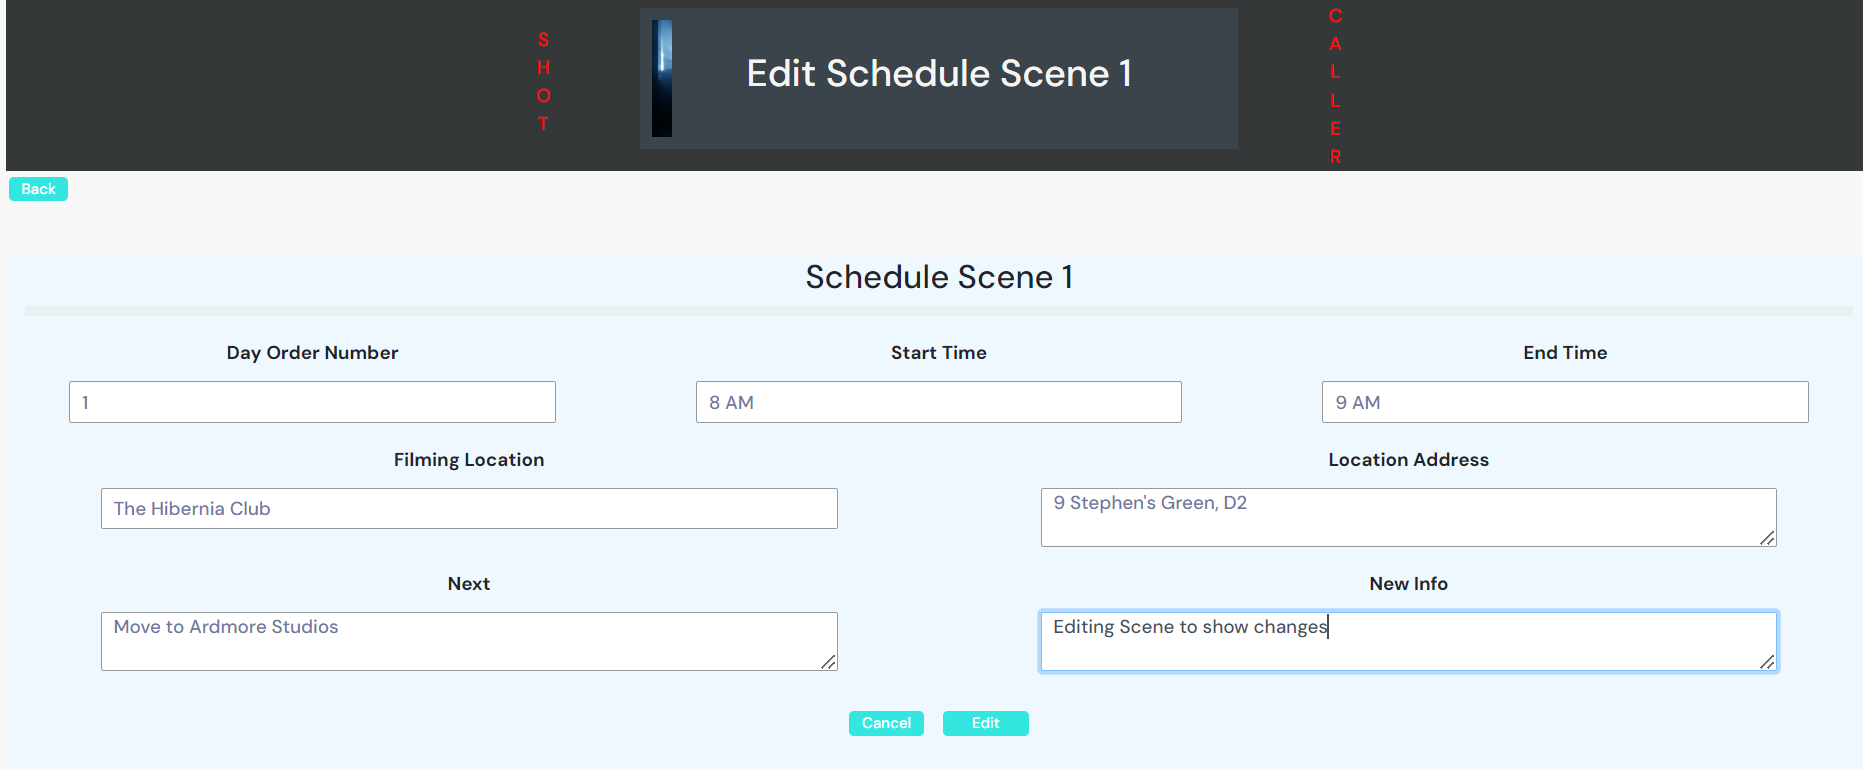 SHOT
Edit Schedule Scene 1
CALLER
Back
Schedule Scene 1
Day Order Number
Start Time
End Time
1
8 AM
9 AM
Filming Location
Location Address
The Hibernia Club
9 Stephen's Green, D2
Next
New Info
Move to Ardmore Studios
Editing Scene to show changes
Cancel
Edit